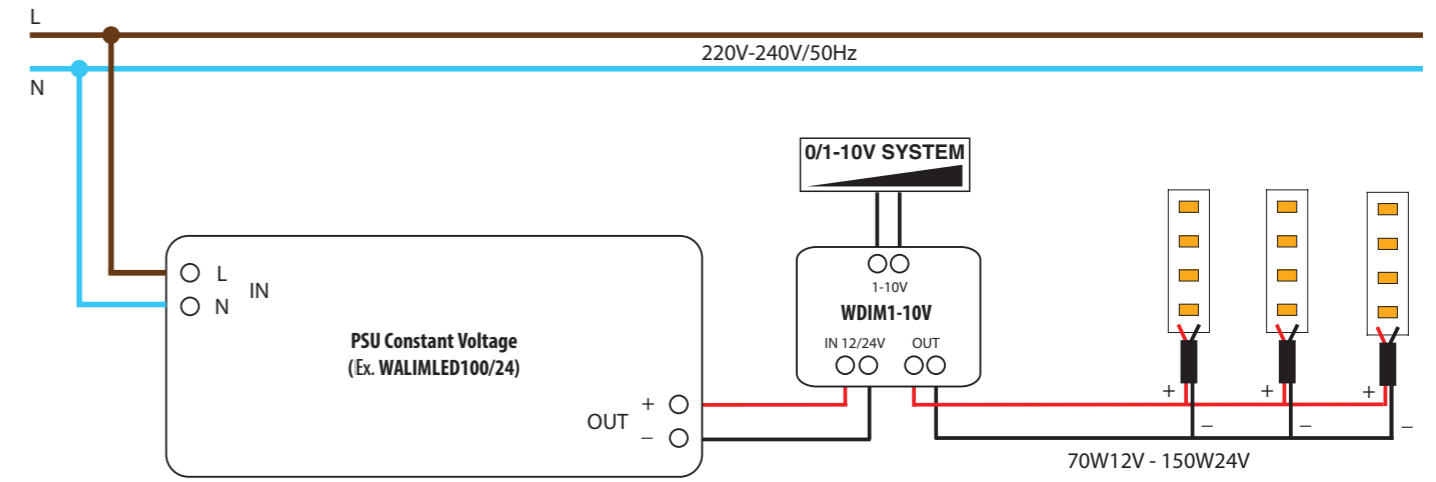 L
220V-240V/50Hz
N
0/1-10V SYSTEM
L
IN
N
1-10V
WDIM1-10V
PSU Constant Voltage
(Ex. WALIMLED100/24)
IN 12/24V OUT
+ + +
OUT
+
–
– – –
70W12V - 150W24V